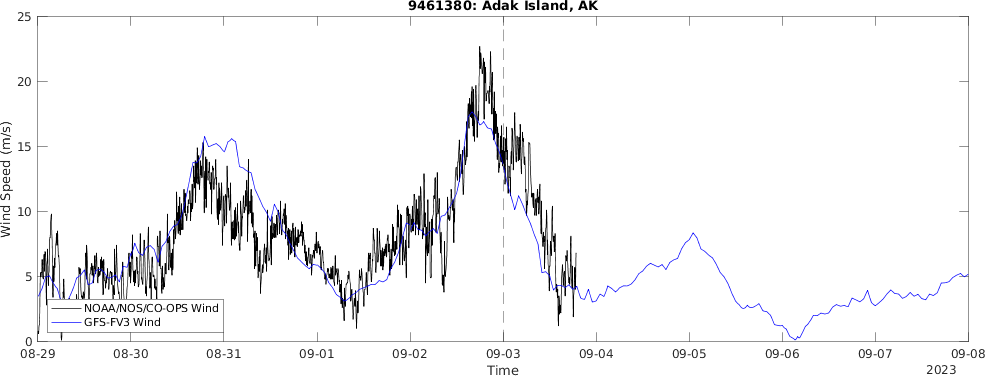 9461380: Adak Island, AK
25
20
15
10
5
0
Wind Speed (m/s)
NOAA/NOS/CO-OPS Wind
GFS-FV3 Wind
08-29 08-30 08-31 09-01 09-02 09-03 09-04 09-05 09-06 09-07 09-08
Time
2023